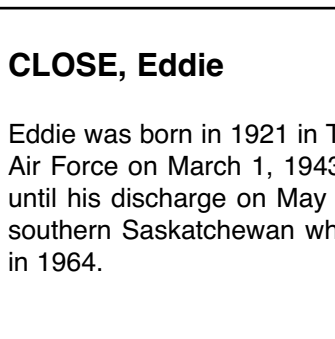 CLOSE, Eddie
Eddie was born in 1921 in
Air Force on March 1, 1943
until his discharge on May
southern Saskatchewan
in 1964.